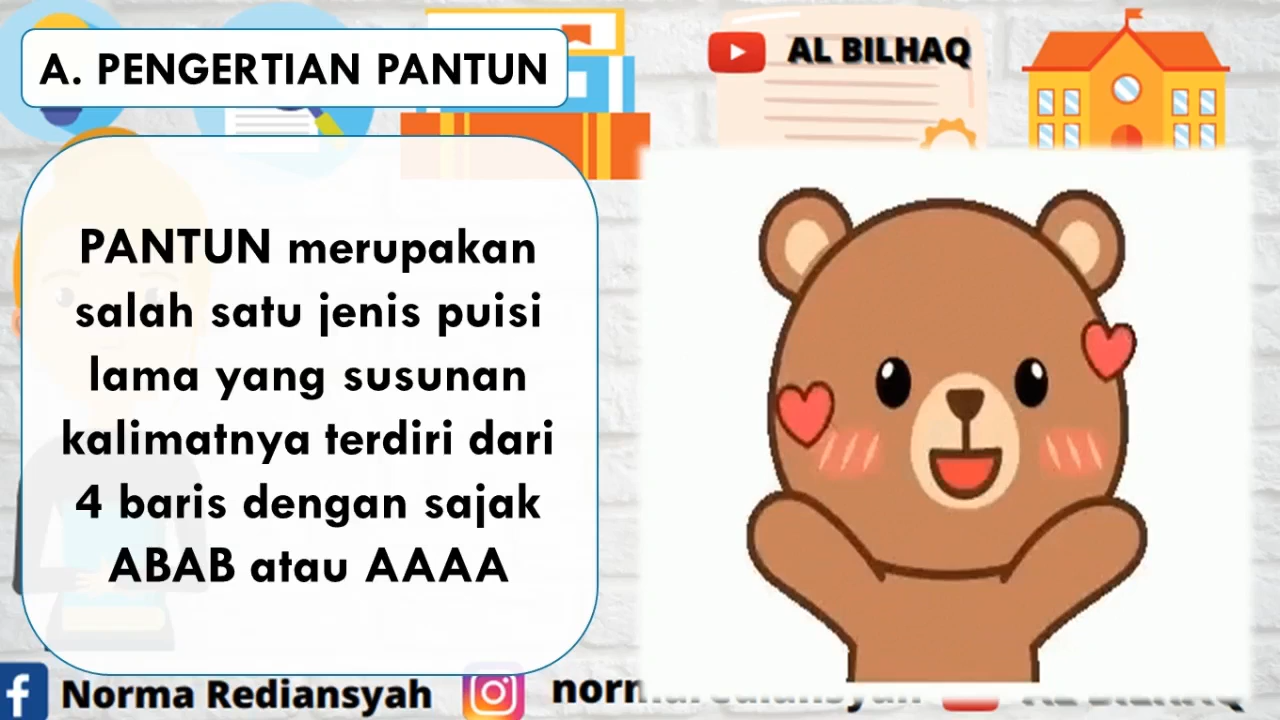 A. PENGERTIAN PANTUN
AL BILHAQ
PANTUN merupakan
salah satu jenis puisi
lama yang susunan
kalimatnya terdiri dari
4 baris dengan sajak
ABAB atau AAAA
Norma Rediansyah